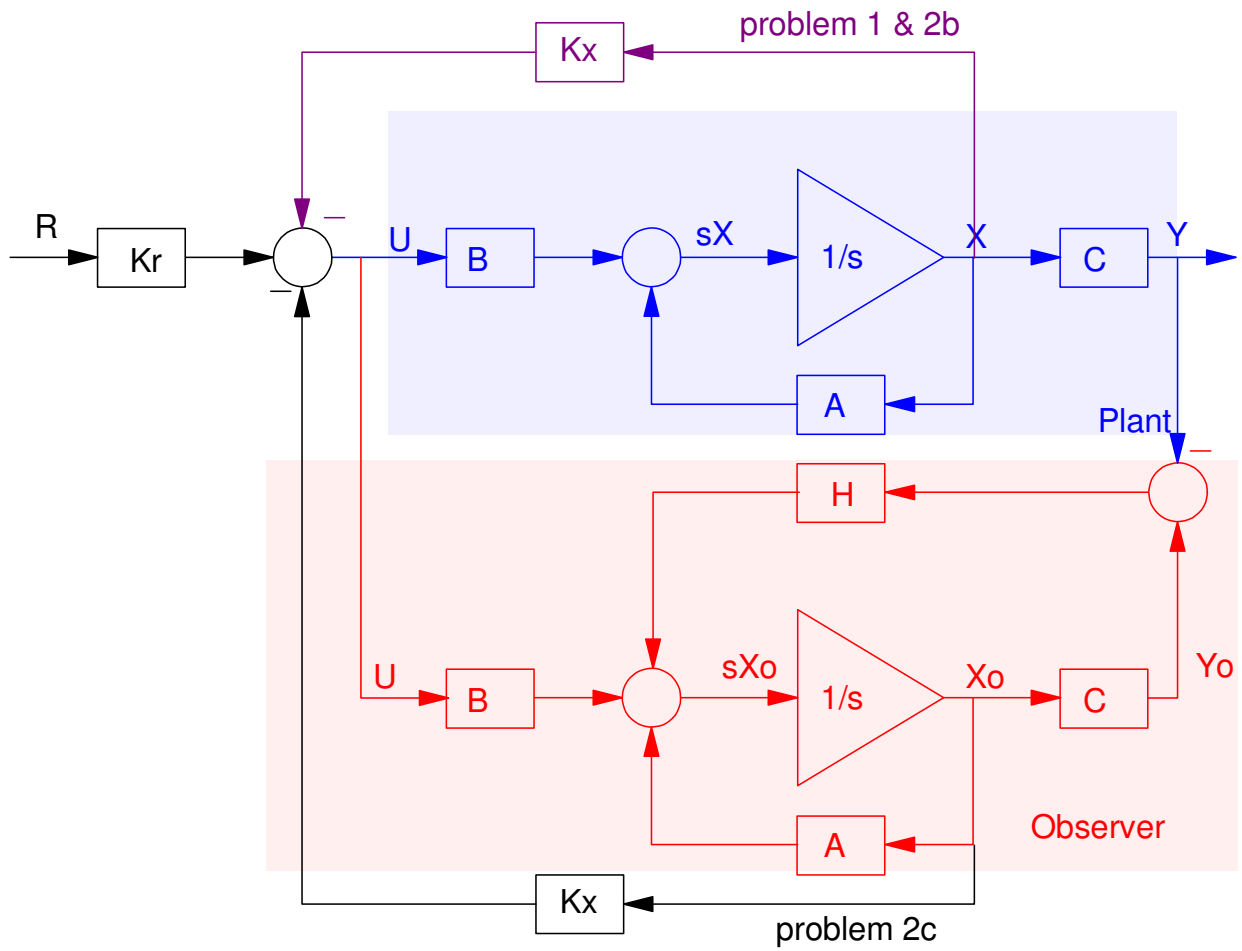 problem 1 & 2b
Kx
R
Kr
U
B
sX
1/s
X
C
Y
A
Plant
H
U
B
sXo
1/s
Xo
C
Yo
A
Observer
Kx
problem 2c